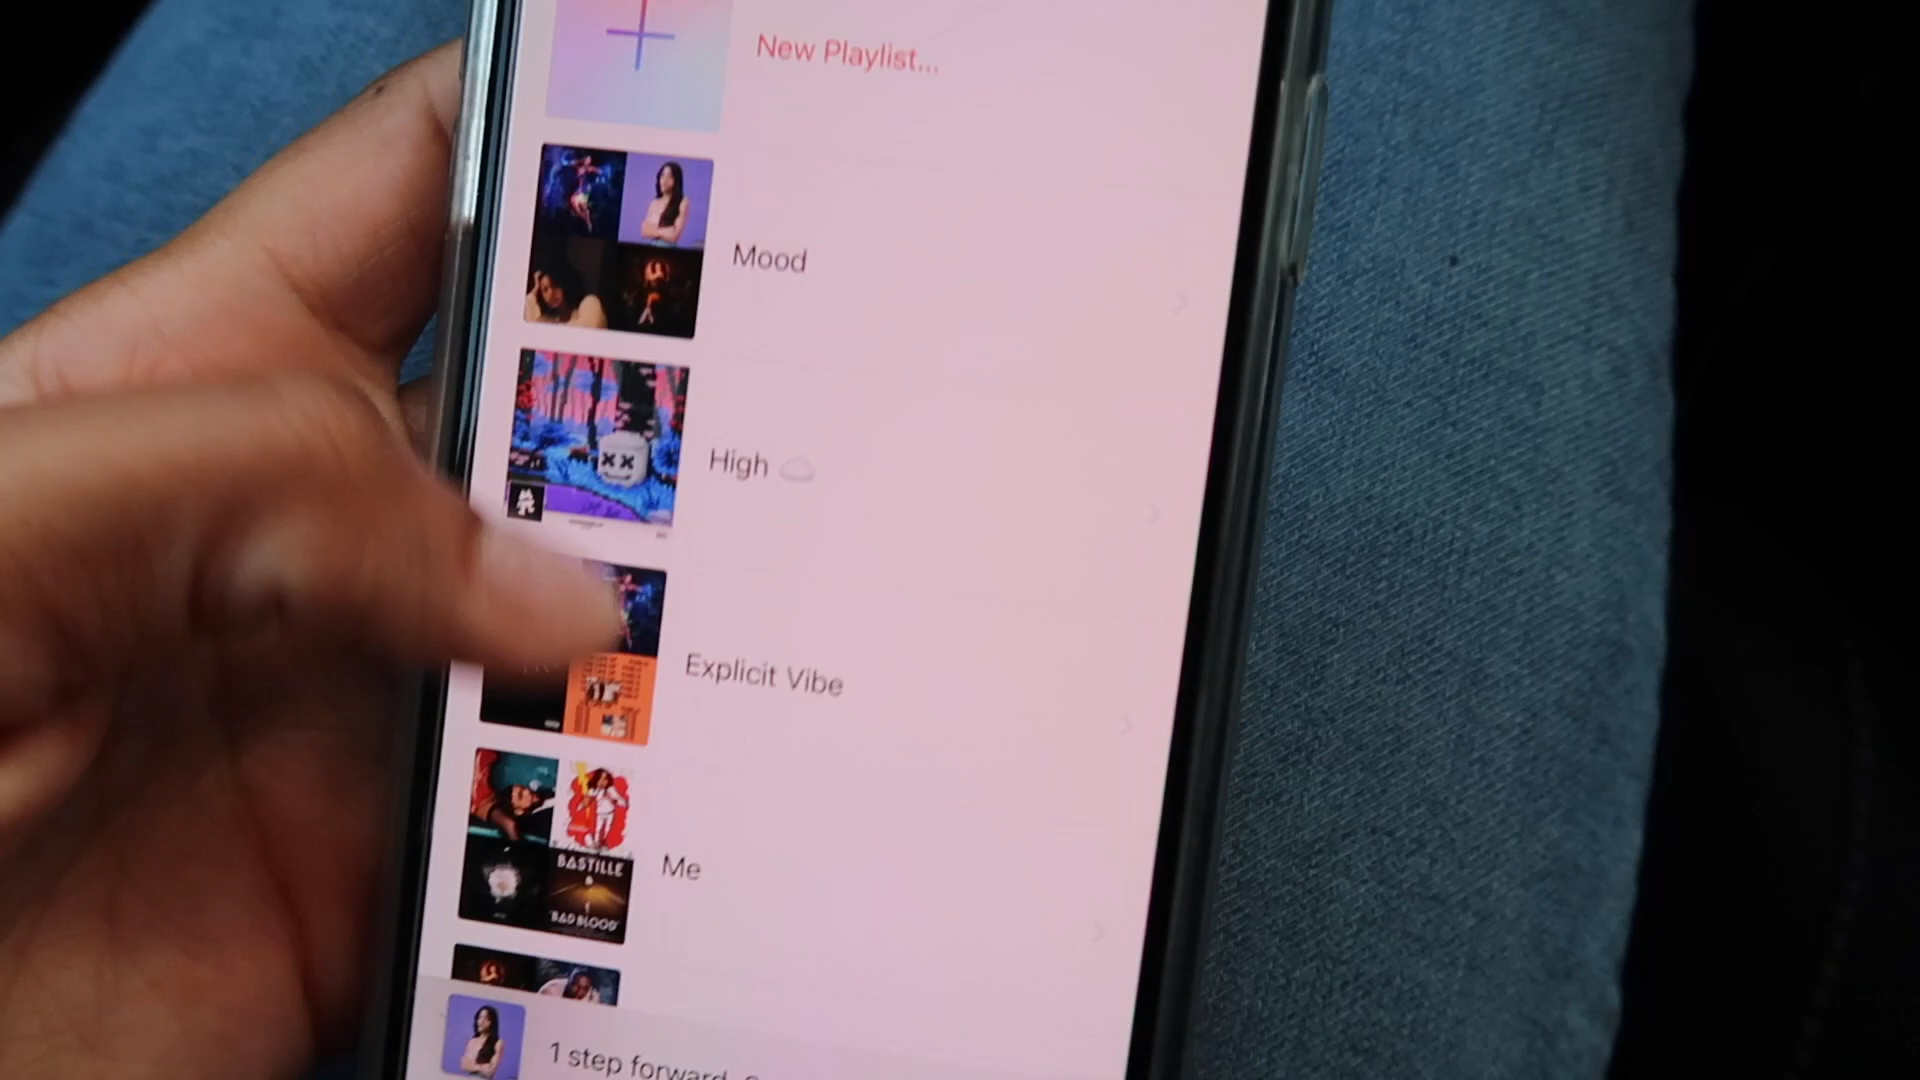 New Playlist...
Mood
High
Explicit Vibe
Me
BASTILLE
BAD BLOOD
1 step forward,